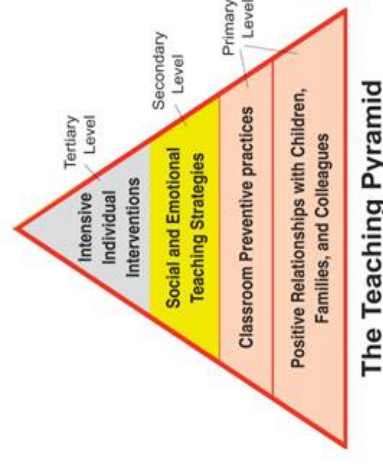 Tertiary
Level
Intensive
Individual
Interventions
Secondary
Level
Social and Emotional
Teaching Strategies
Primary
Level
Classroom Preventive practices
Positive Relationships with Children,
Families, and Colleagues
The Teaching Pyramid